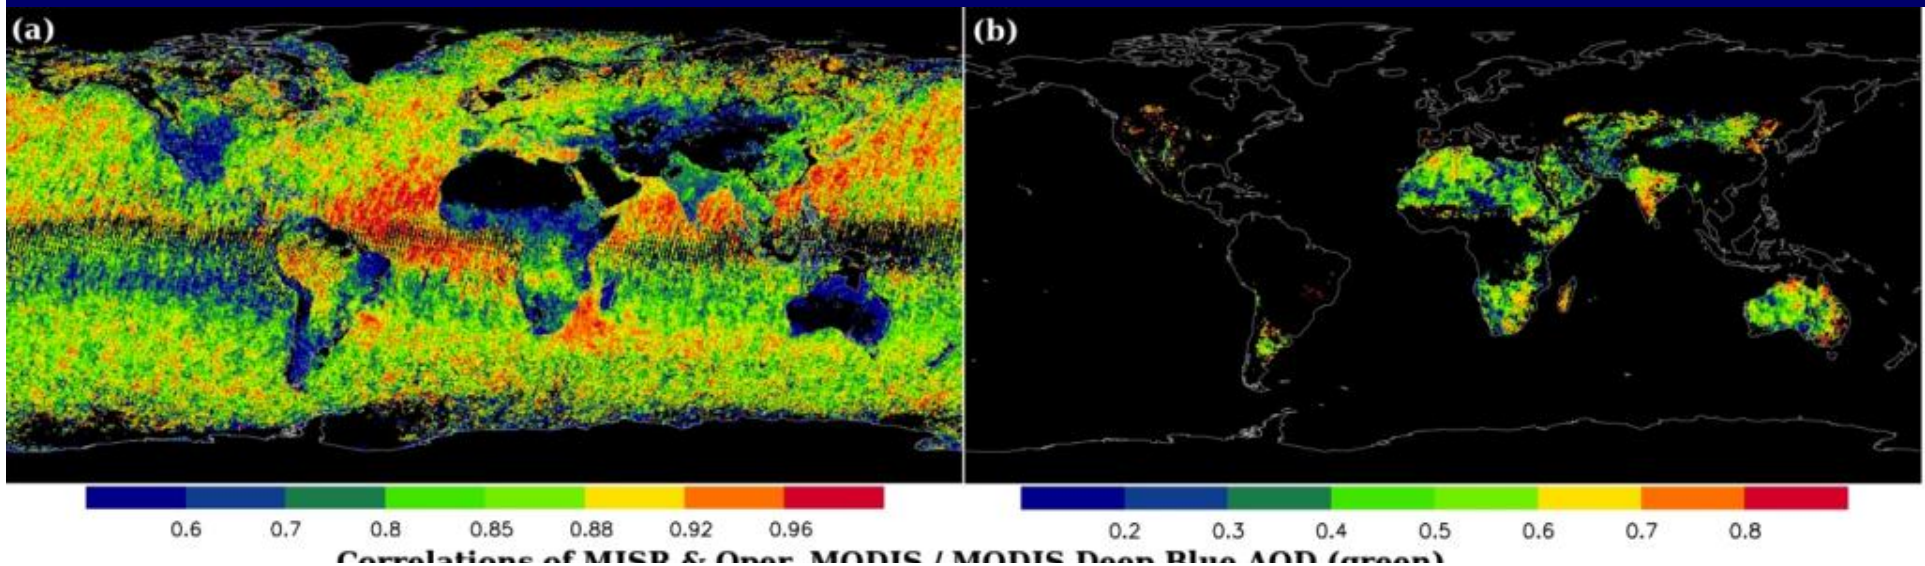 (a)
(b)
0.6 0.7 0.8 0.85 0.88 0.92 0.96
0.2 0.3 0.4 0.5 0.6 0.7 0.8
Correlations of MISR & Oper. MODIS / MODIS Deep Blue AOD (green)